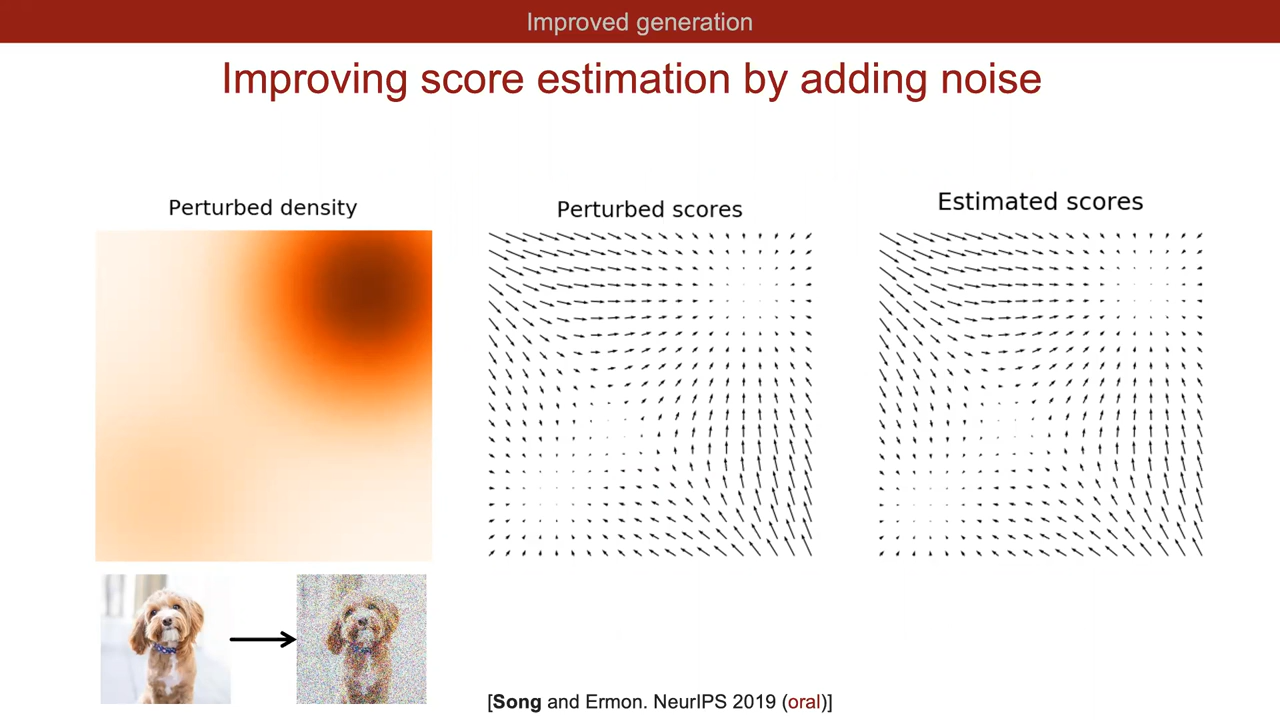 Improved generation
Improving score estimation by adding noise
Perturbed density
Perturbed scores
Estimated scores
[Song and Ermon. NeurIPS 2019 (oral)]